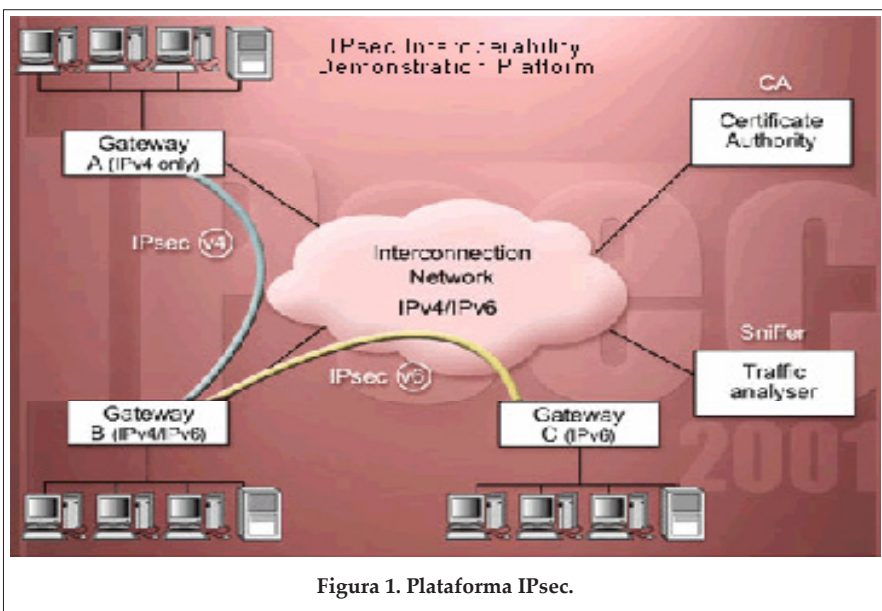 IPsec Interoperability
Demonstration Platform
CA
Certificate
Authority
Gateway
A (IPv4 only)
IPsec v4
Interconnection
Network
IPv4/IPv6
Sniffer
Traffic
analyser
IPsec v6
Gateway
B (IPv4/IPv6)
Gateway
C (IPv6)
IPsec
2001
Figura 1. Plataforma IPsec.